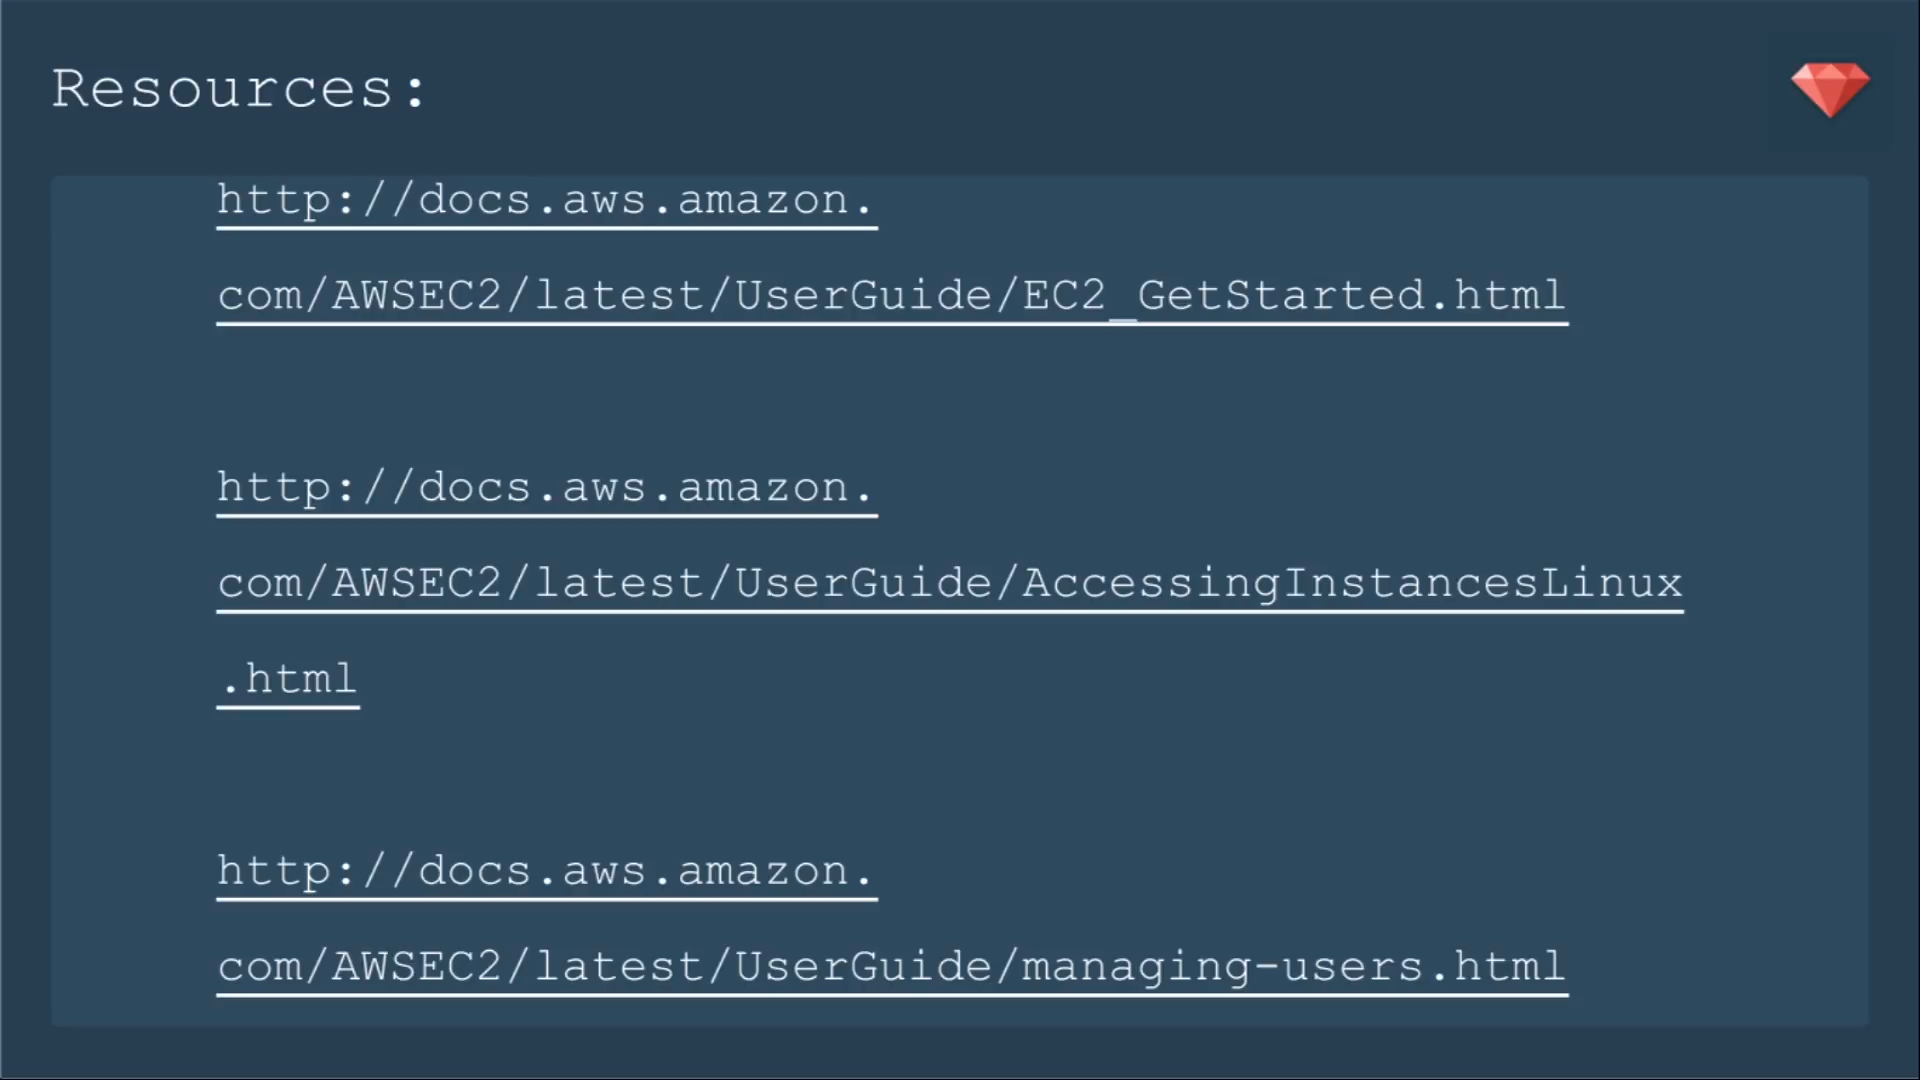 Resources:
http://docs.aws.amazon.
com/AWSEC2/latest/UserGuide/EC2_GetStarted.html
http://docs.aws.amazon.
com/AWSEC2/latest/UserGuide/AccessingInstancesLinux
.html
http://docs.aws.amazon.
com/AWSEC2/latest/UserGuide/managing-users.html